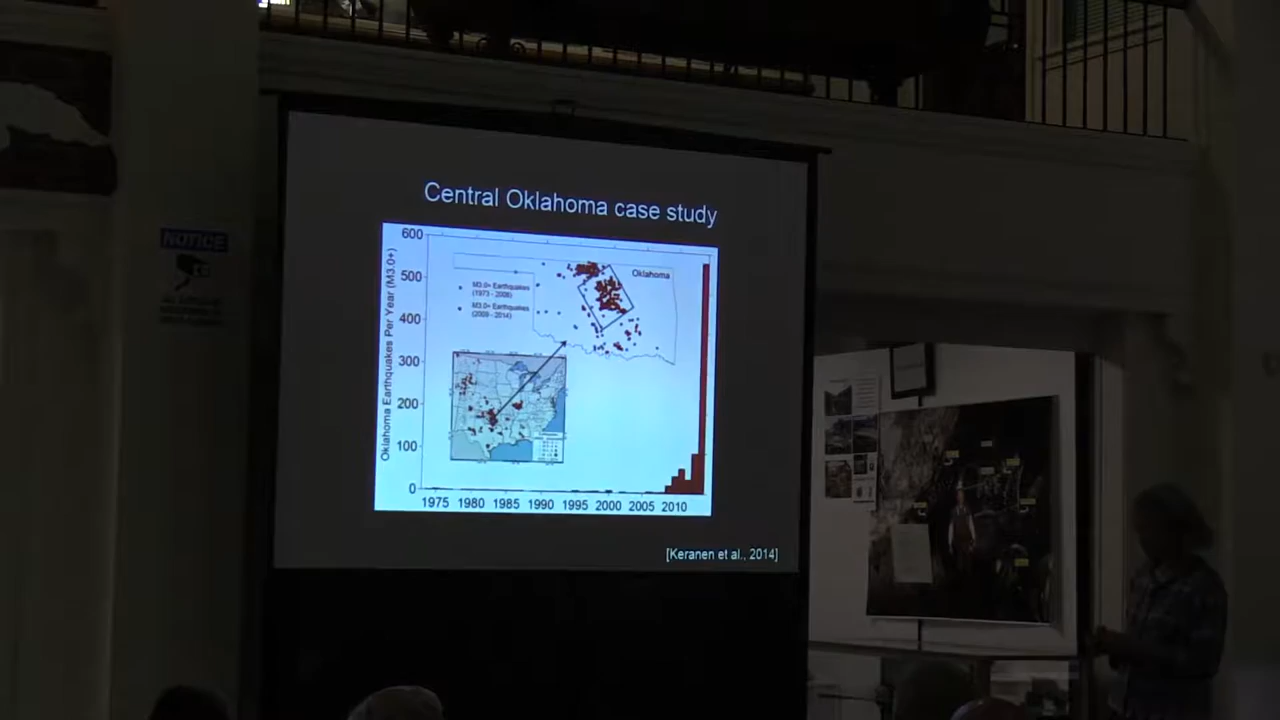 NOTICE
Central Oklahoma case study
Oklahoma Earthquakes Per Year (M3.0+)
600
500
400
300
200
100
0
Oklahoma
M3.0+ Earthquakes
(1973 - 2008)
M3.0+ Earthquakes
(2009 - 2014)
1975 1980 1985 1990 1995 2000 2005 2010
[Keranen et al., 2014]